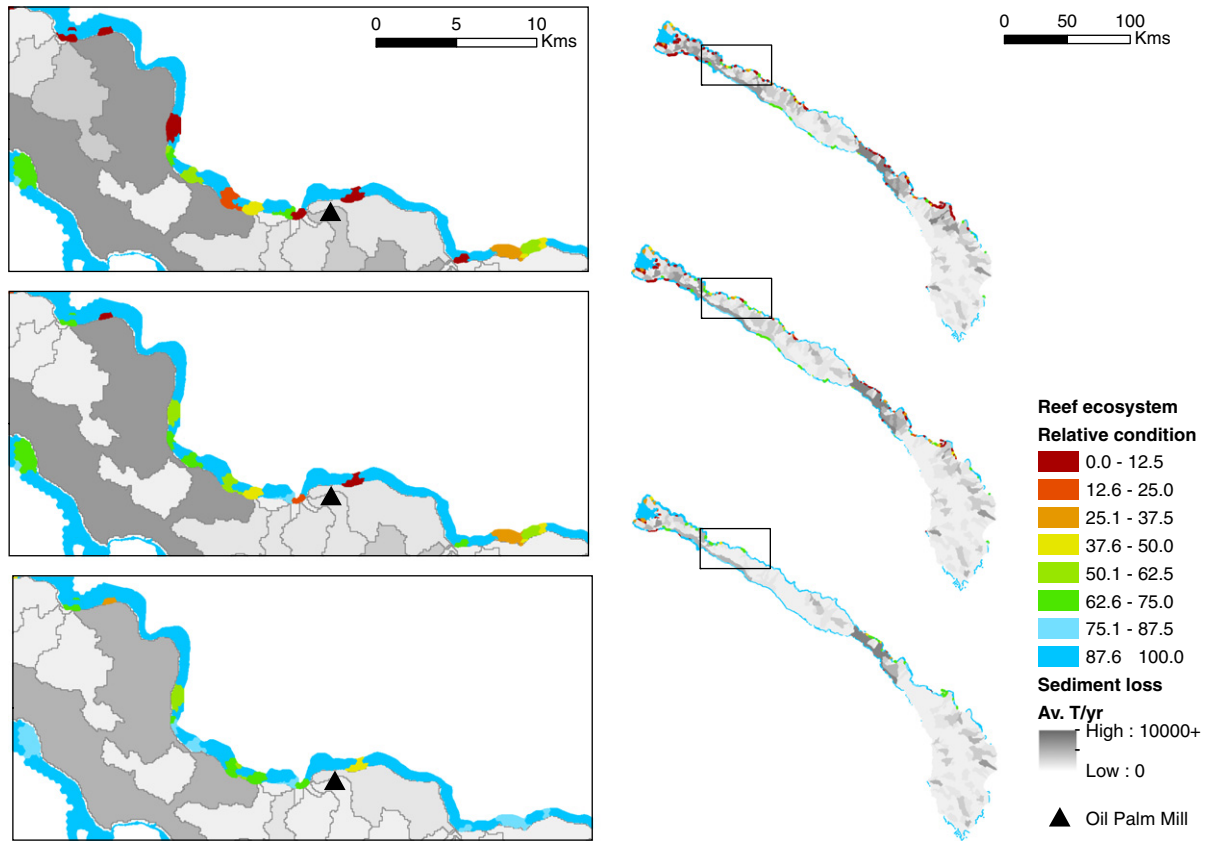 0 5 10
Kms
0 50 100
Kms
Reef ecosystem
Relative condition
0.0 - 12.5
12.6 - 25.0
25.1 - 37.5
37.6 - 50.0
50.1 - 62.5
62.6 - 75.0
75.1 - 87.5
87.6 100.0
Sediment loss
Av. T/yr
High : 10000+
Low : 0
Oil Palm Mill